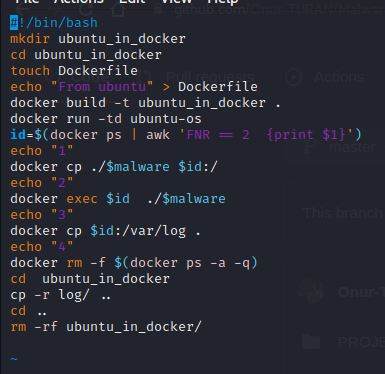 Edit View Help
#!/bin/bash
mkdir ubuntu_in_docker
cd ubuntu_in_docker
touch Dockerfile
echo "From ubuntu" > Dockerfile
docker build -t ubuntu_in_docker .
docker run -td ubuntu-os
id=$(docker ps | awk 'FNR == 2  {print $1}')
echo "1"
docker cp ./$malware $id:/
echo "2"
docker exec $id  ./$malware
echo "3"
docker cp $id:/var/log .
echo "4"
docker rm -f $(docker ps -a -q)
cd  ubuntu_in_docker
cp -r log/ ..
cd ..
rm -rf ubuntu_in_docker/
~
Pull requests
Actions
master
This branch
PROJE